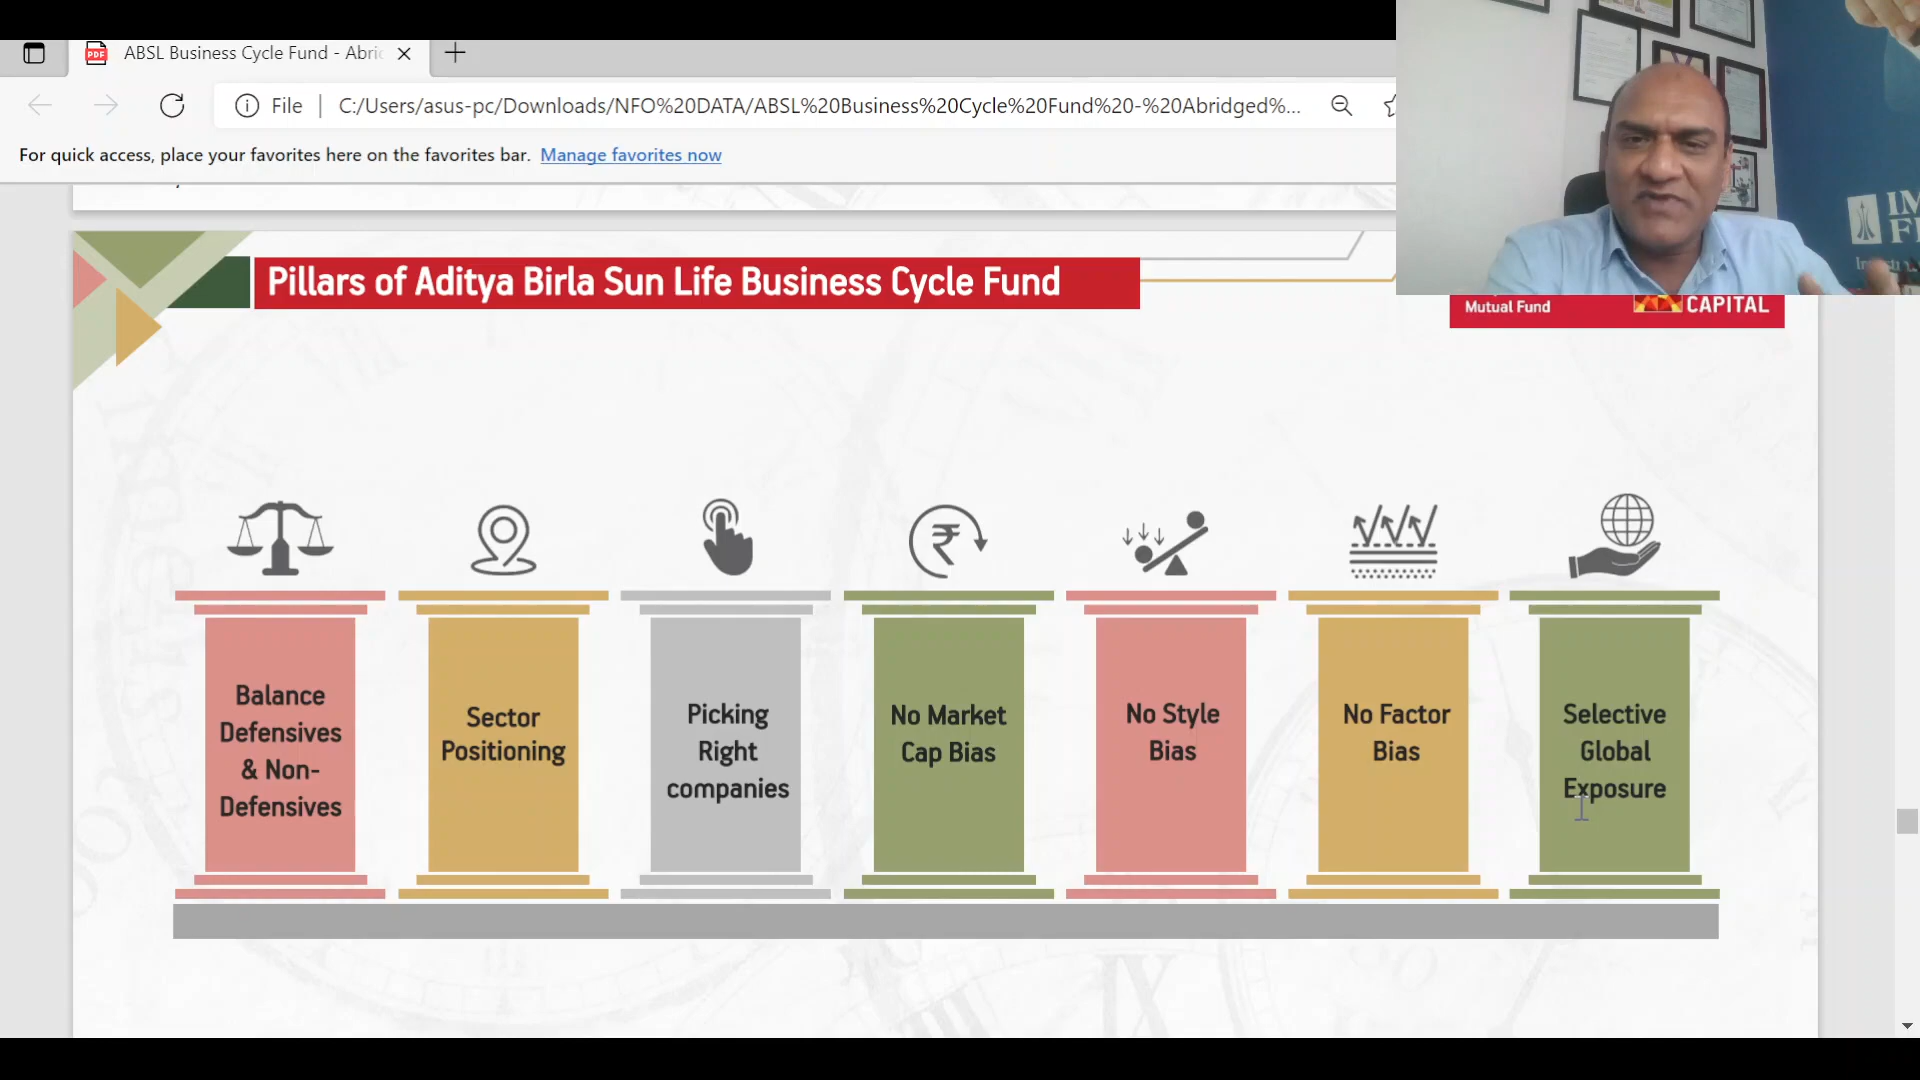 ABSL Business Cycle Fund - Abri
File
C:/Users/asus-pc/Downloads/NFO%20DATA/ABSL%20Business%20Cycle%20Fund%20-%20Abridged%...
For quick access, place your favorites here on the favorites bar. Manage favorites now
Pillars of Aditya Birla Sun Life Business Cycle Fund
Mutual Fund
CAPITAL
Balance
Defensives
& Non-
Defensives
Sector
Positioning
Picking
Right
companies
No Market
Cap Bias
No Style
Bias
No Factor
Bias
Selective
Global
Exposure